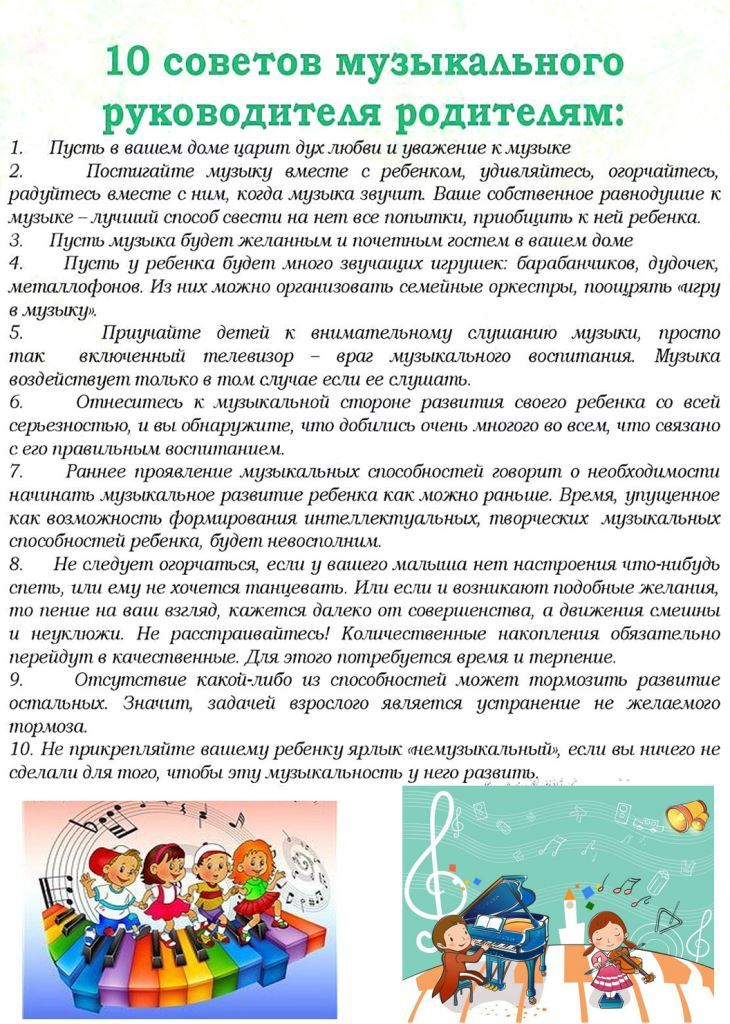 10 советов музыкального
руководителя родителям:
1. Пусть в вашем доме царит дух любви и уважение к музыке
2. Постигайте музыку вместе с ребенком, удивляйтесь, огорчайтесь,
радуйтесь вместе с ним, когда музыка звучит. Ваше собственное равнодушие к
музыке – лучший способ свести на нет все попытки, приобщить к ней ребенка.
3. Пусть музыка будет желанным и почетным гостем в вашем доме
4. Пусть у ребенка будет много звучащих игрушек: барабанчиков, дудочек,
металлофонов. Из них можно организовать семейные оркестры, поощрять «игру
в музыку».
5. Приучайте детей к внимательному слушанию музыки, просто
так включенный телевизор – враг музыкального воспитания. Музыка
воздействует только в том случае если ее слушать.
6. Отнеситесь к музыкальной стороне развития своего ребенка со всей
серьезностью, и вы обнаружите, что добились очень многого во всем, что связано
с его правильным воспитанием.
7. Раннее проявление музыкальных способностей говорит о необходимости
начинать музыкальное развитие ребенка как можно раньше. Время, упущенное
как возможность формирования интеллектуальных, творческих музыкальных
способностей ребенка, будет невосполним.
8. Не следует огорчаться, если у вашего малыша нет настроения что-нибудь
спеть, или ему не хочется танцевать. Или если и возникают подобные желания,
то пение на ваш взгляд, кажется далеко от совершенства, а движения смешны
и неуклюжи. Не расстраивайтесь! Количественные накопления обязательно
перейдут в качественные. Для этого потребуется время и терпение.
9. Отсутствие какой-либо из способностей может тормозить развитие
остальных. Значит, задачей взрослого является устранение не желаемого
тормоза.
10. Не прикрепляйте вашему ребенку ярлык «немузыкальный», если вы ничего не
сделали для того, чтобы эту музыкальность у него развить.